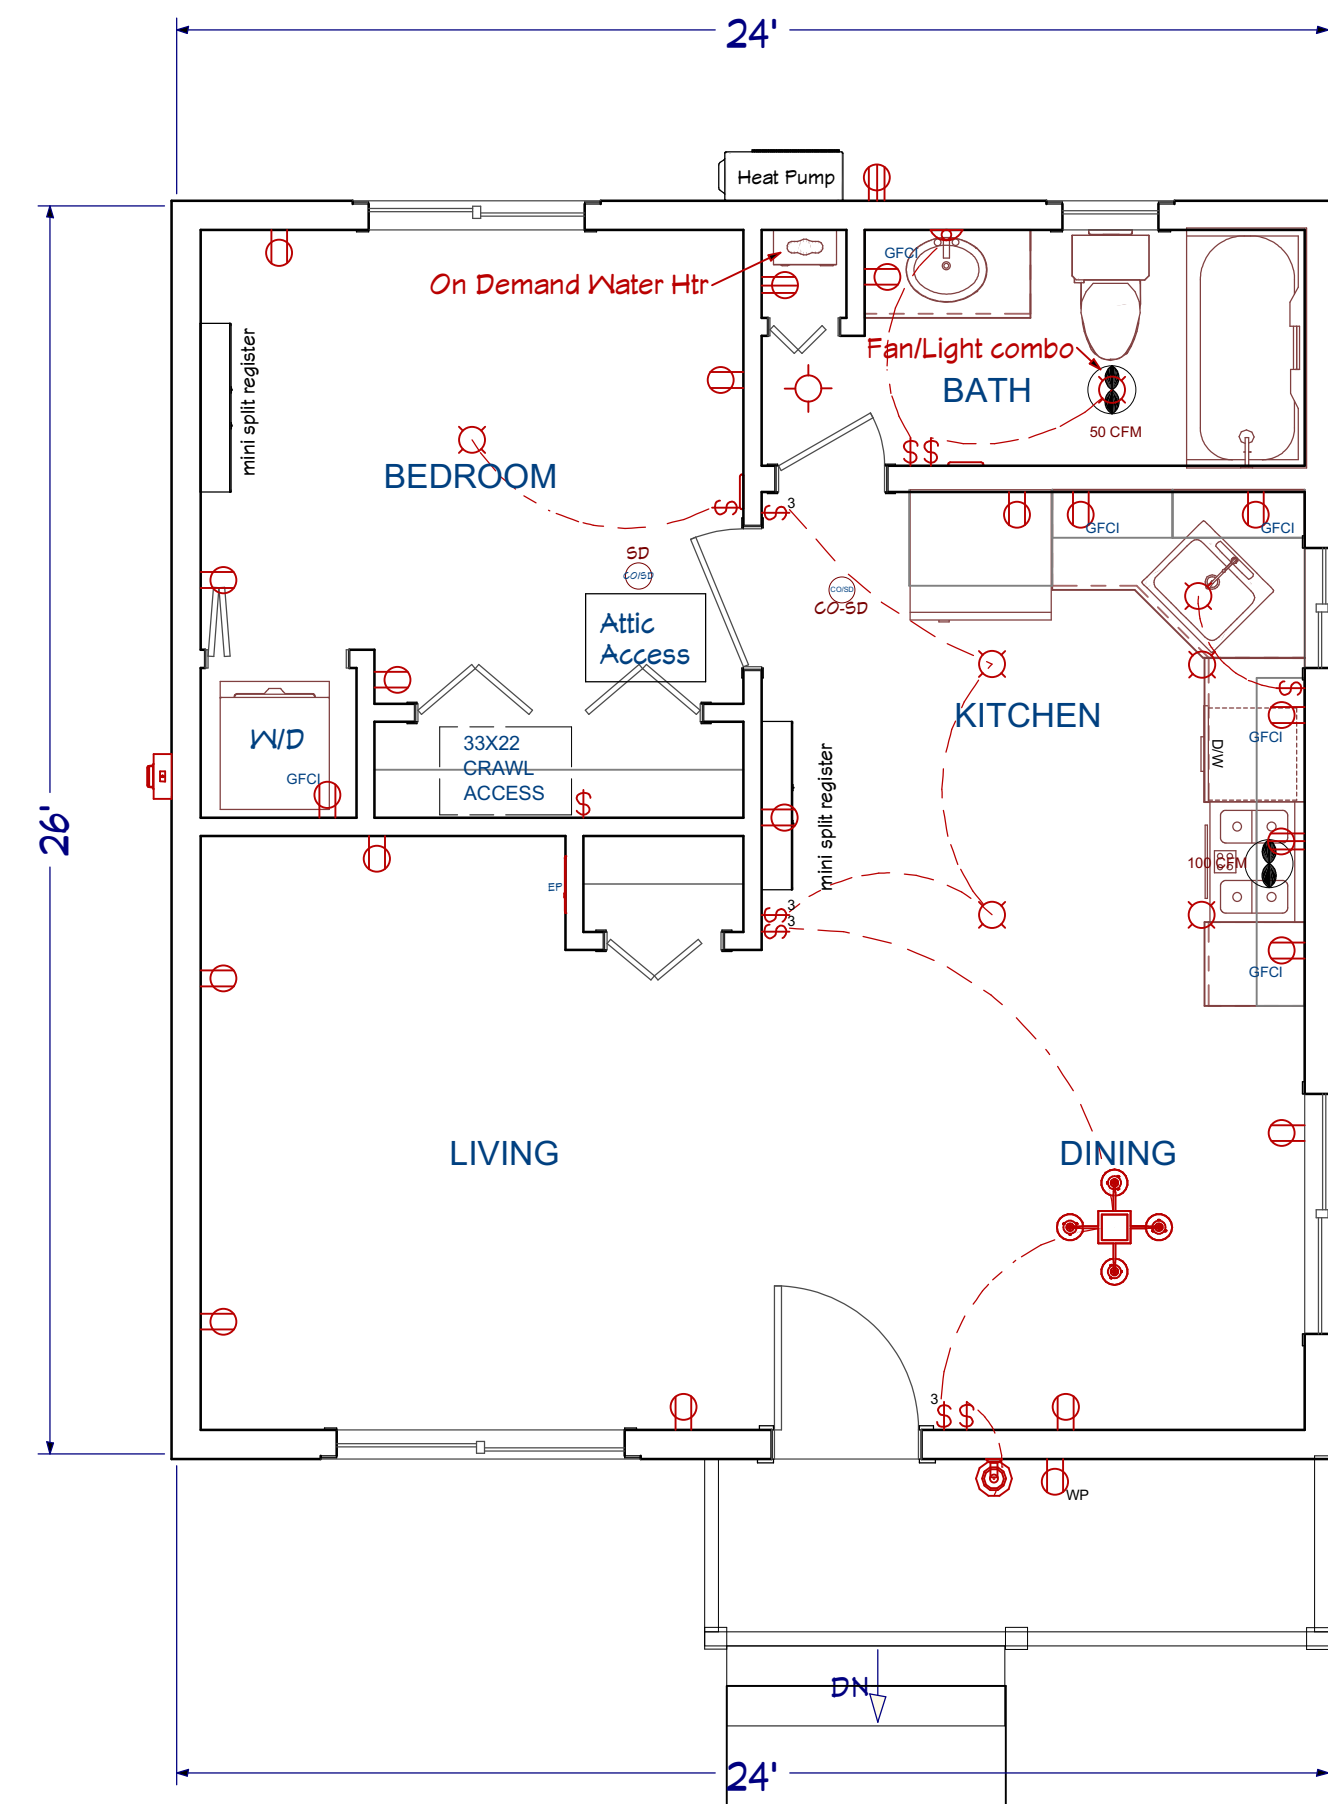 24'
Heat Pump
GFCI
On Demand Water Htr
mini split register
Fan/Light combo
BATH
50 CFM
BEDROOM
$$
$
$3
GFCI
GFCI
SD
CO/SD
CO/SD
CO-SD
Attic
Access
$
KITCHEN
GFCI
W/D
33X22
CRAWL
ACCESS
GFCI
$
mini split register
D/W
26'
100 CFM
EP
$3
$3
GFCI
LIVING
DINING
3
$$
WP
DN
24'